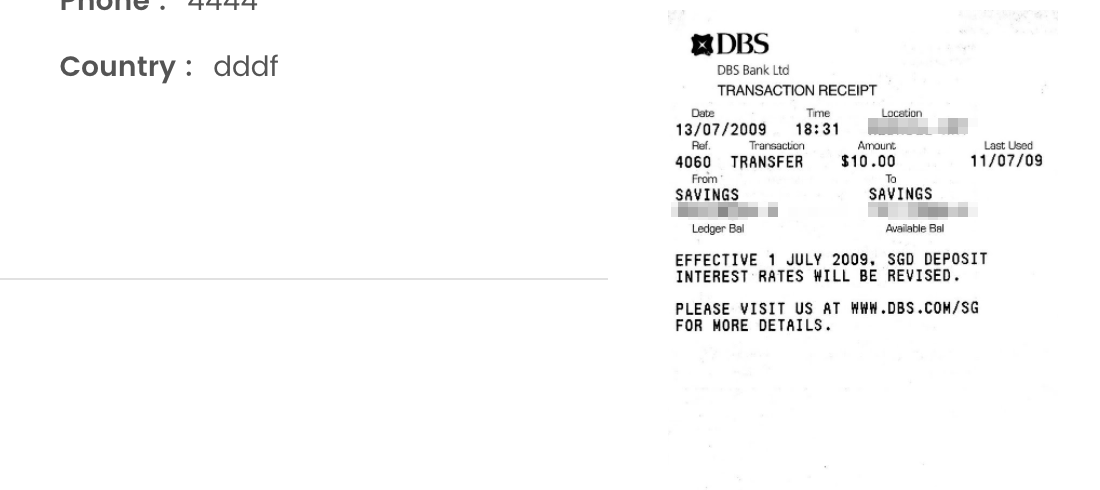 Phone : 4444
Country : dddf
DBS
DBS Bank Ltd
TRANSACTION RECEIPT
Date Time Location
13/07/2009 18:31
Ref. Transaction Amount Last Used
4060 TRANSFER $10.00 11/07/09
From To
SAVINGS SAVINGS
Ledger Bal Available Bal
EFFECTIVE 1 JULY 2009. SGD DEPOSIT
INTEREST RATES WILL BE REVISED.
PLEASE VISIT US AT WWW.DBS.COM/SG
FOR MORE DETAILS.